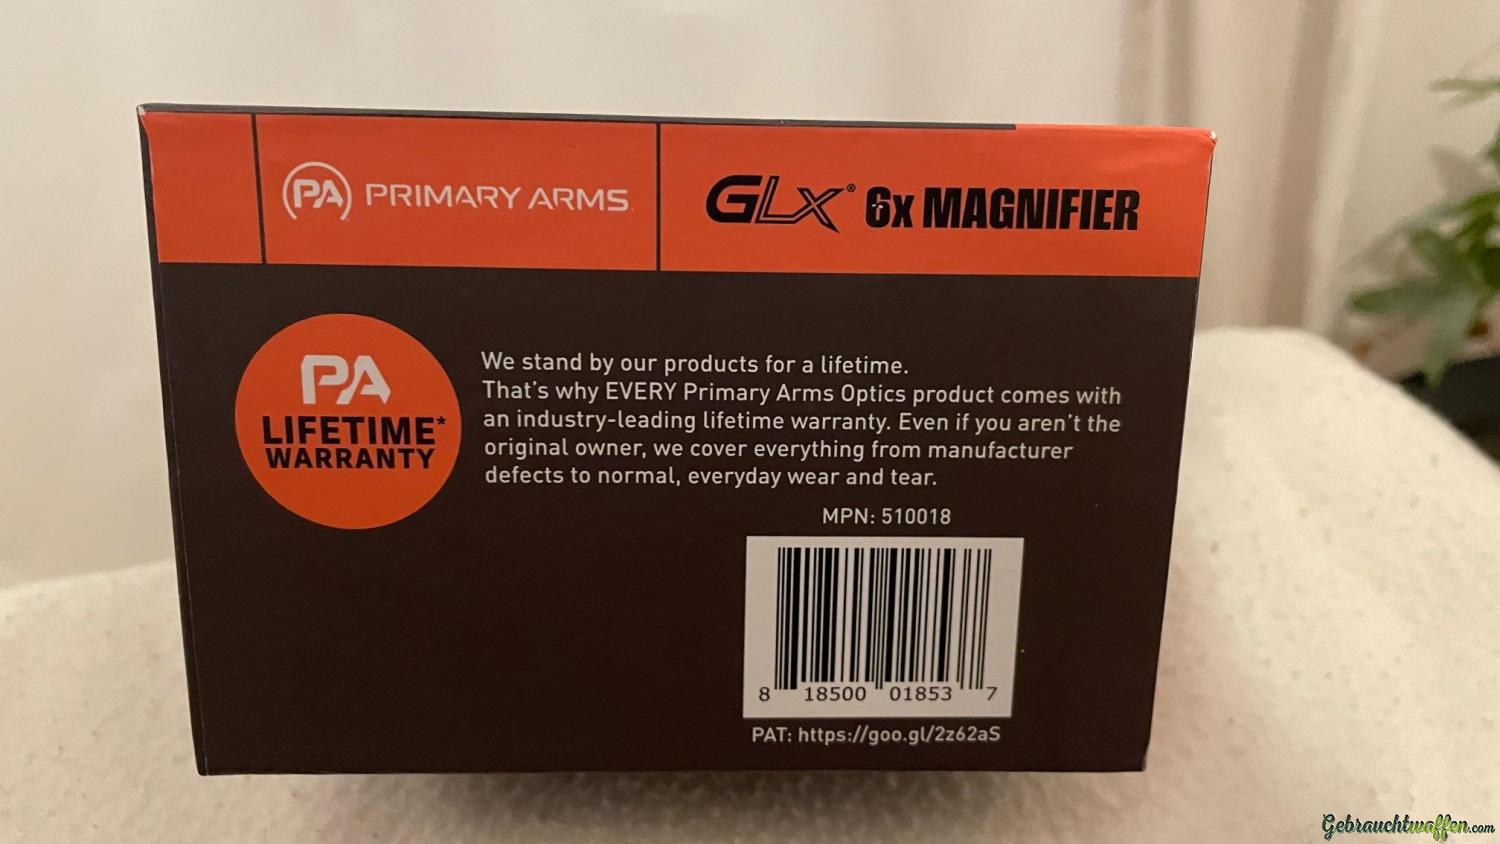 PA PRIMARY ARMS.
GLX® 6x MAGNIFIER
PA
LIFETIME*
WARRANTY
We stand by our products for a lifetime.
That's why EVERY Primary Arms Optics product comes with
an industry-leading lifetime warranty. Even if you aren't the
original owner, we cover everything from manufacturer
defects to normal, everyday wear and tear.
MPN: 510018
8 18500 01853 7
PAT: https://goo.gl/2z62aS
Gebrauchtwaffen.com